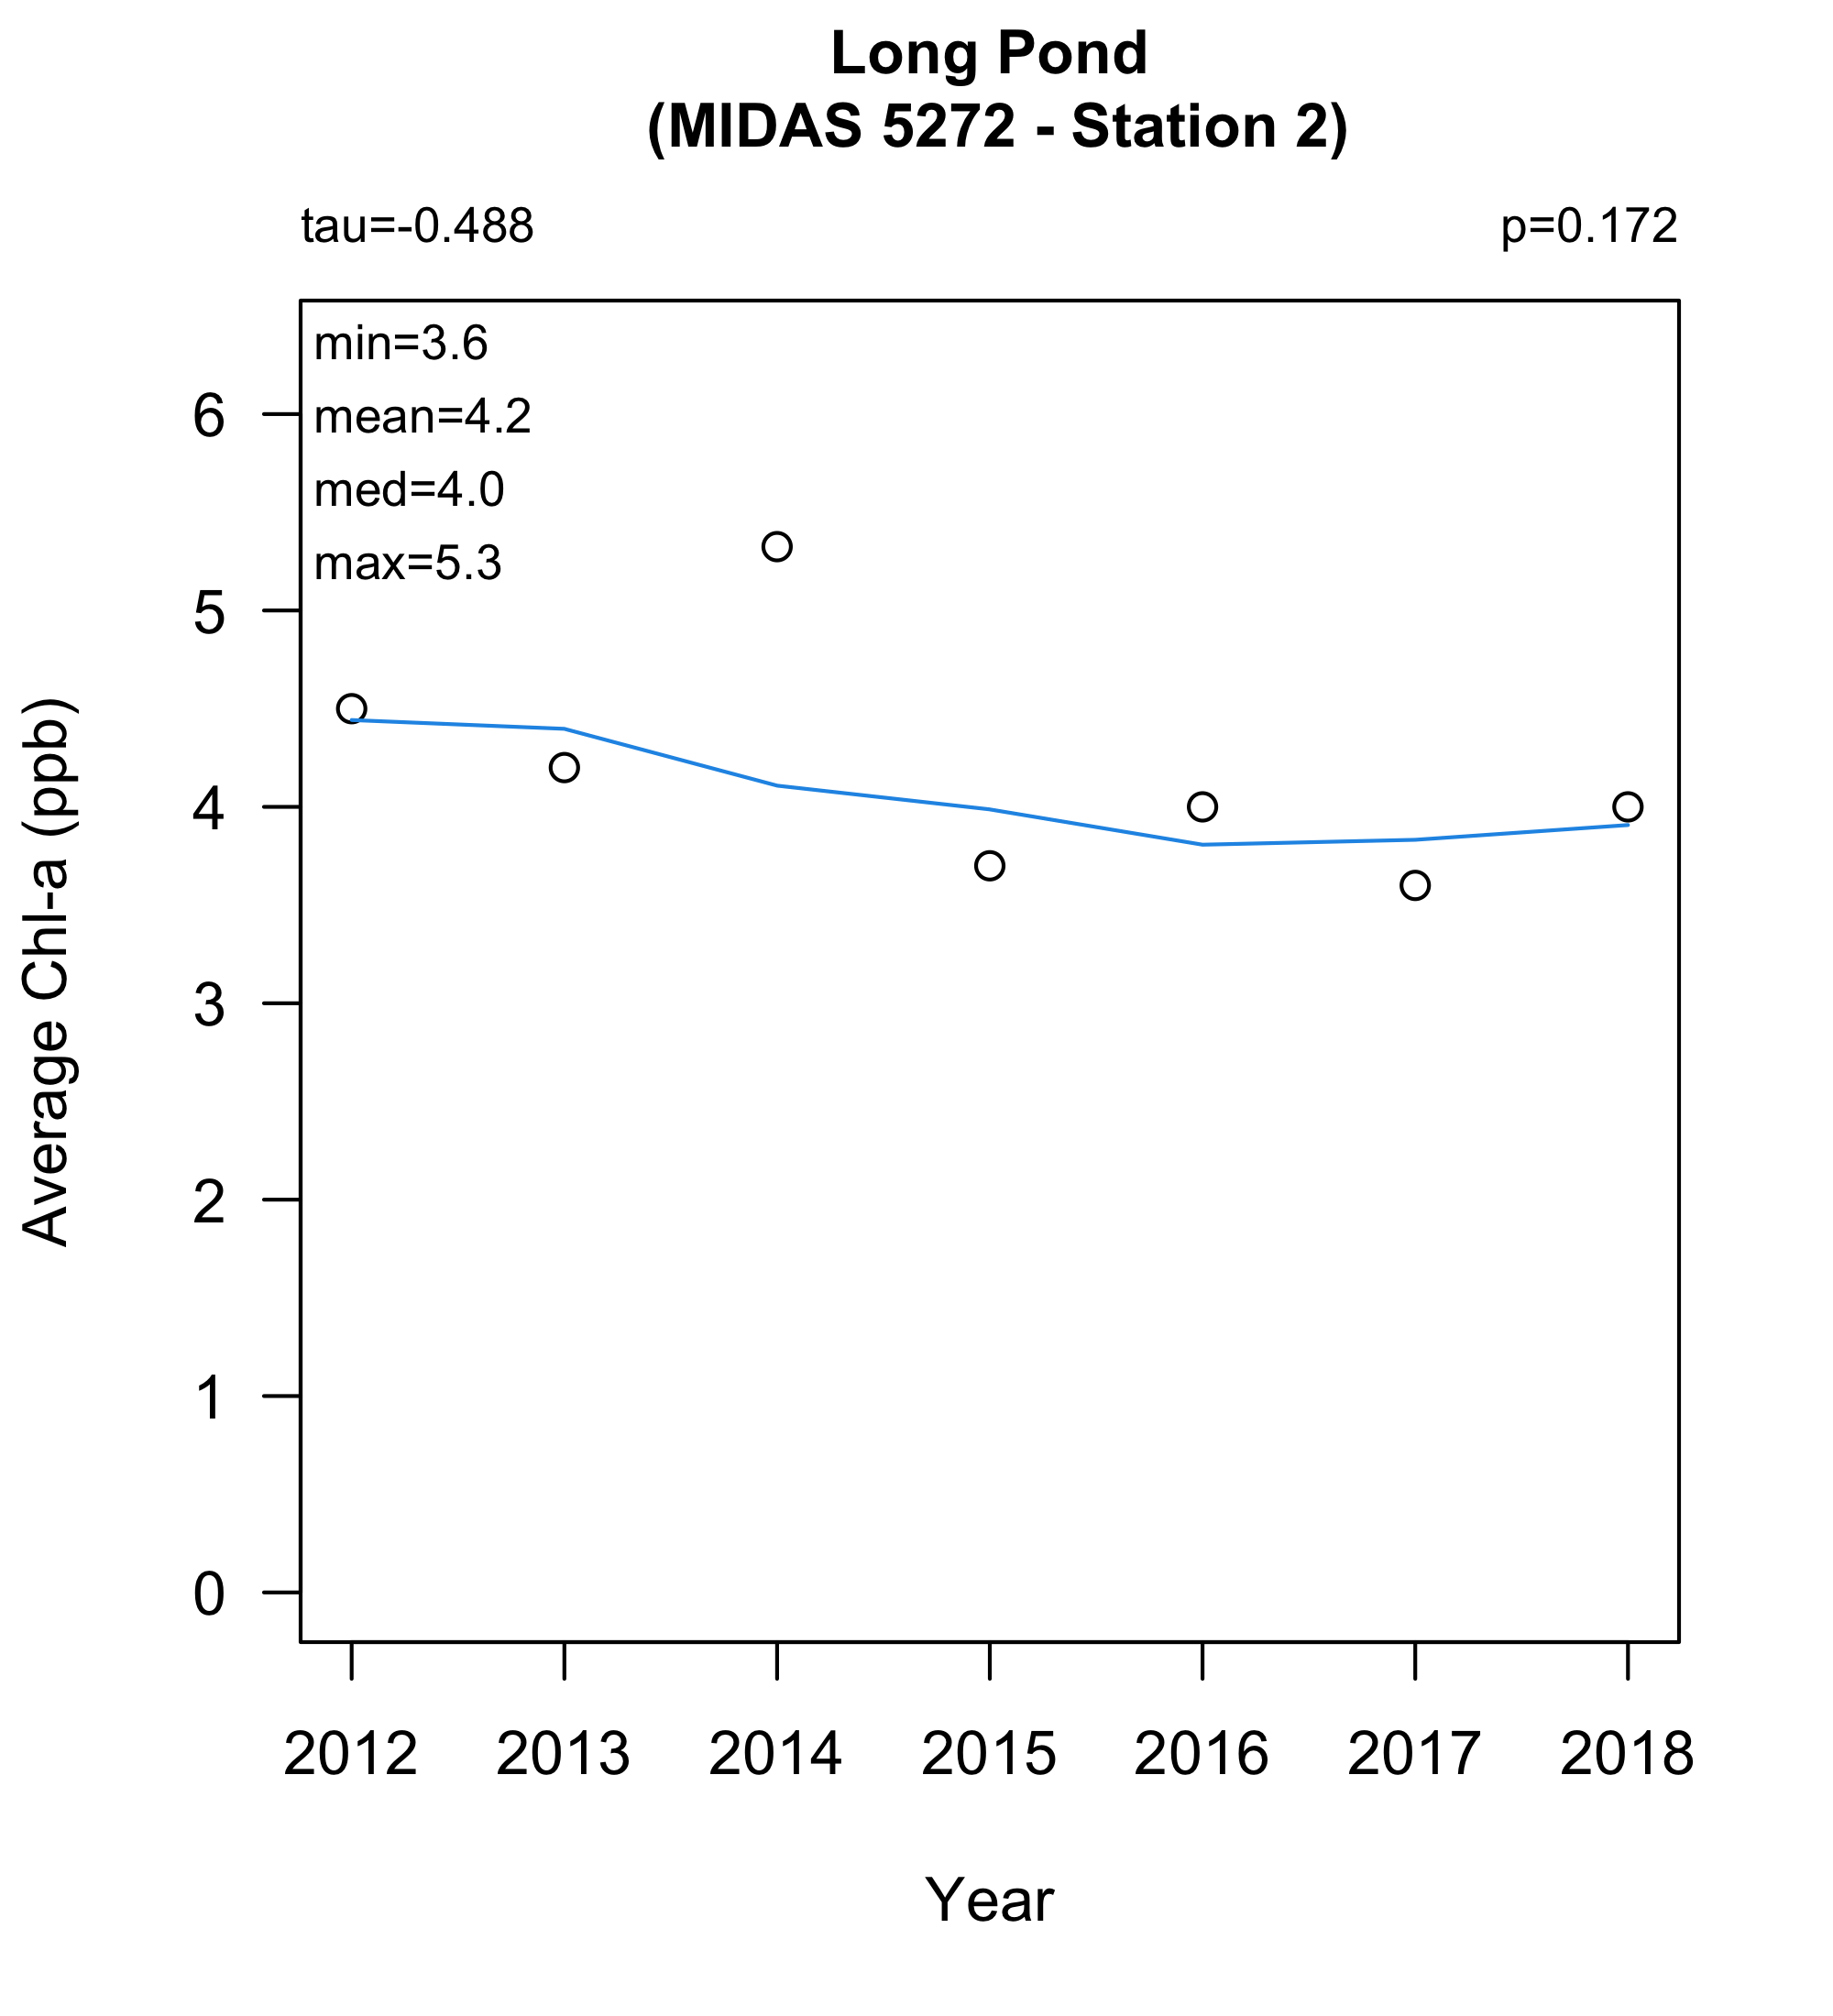 Long Pond
(MIDAS 5272 - Station 2)
tau=-0.488
p=0.172
min=3.6
mean=4.2
med=4.0
max=5.3
6
5
4
3
2
1
0
Average Chl-a (ppb)
2012 2013 2014 2015 2016 2017 2018
Year